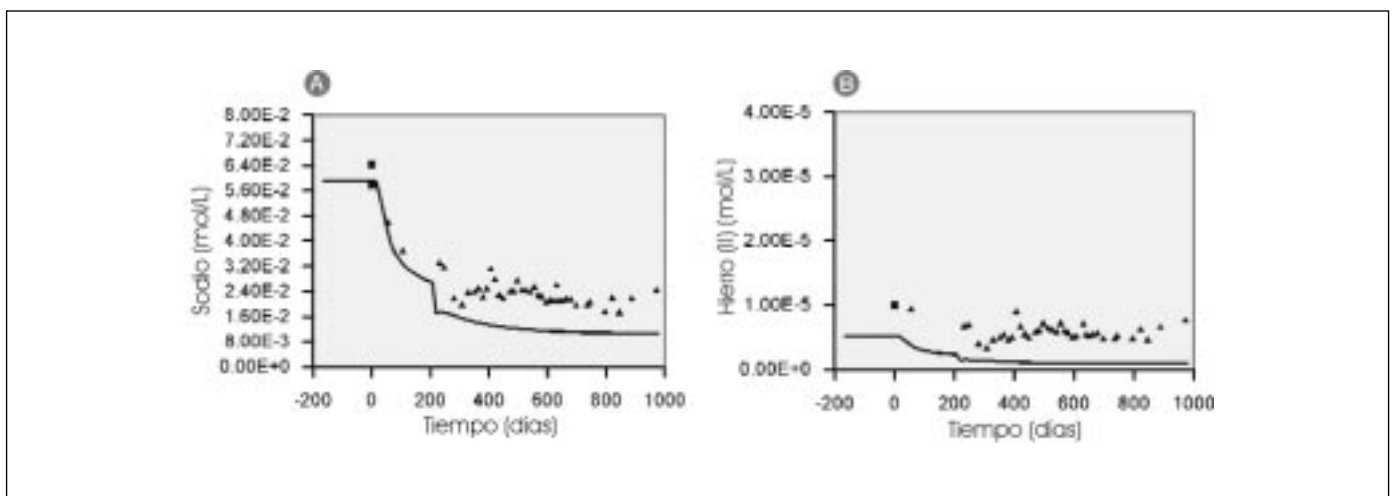 A
8.00E-2
7.20E-2
6.40E-2
5.60E-2
4.80E-2
4.00E-2
3.20E-2
2.40E-2
1.60E-2
8.00E-3
0.00E+0
Sodio (mol/L)
-200 0 200 400 600 800 1000
Tiempo (días)
B
4.00E-5
3.00E-5
2.00E-5
1.00E-5
0.00E+0
Hierro (II) (mol/L)
-200 0 200 400 600 800 1000
Tiempo (días)